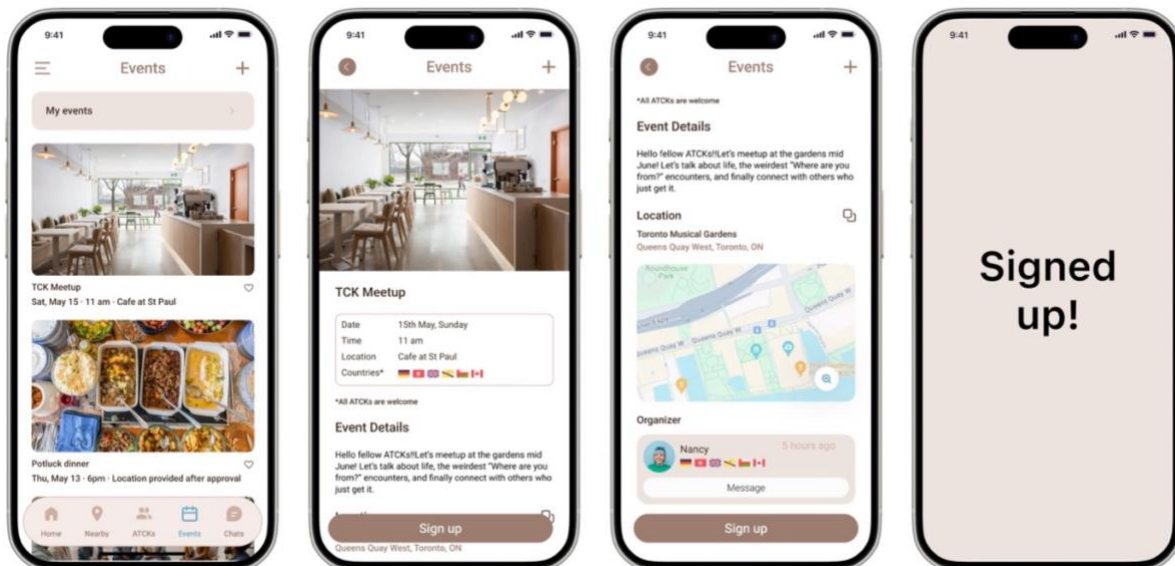 9:41
Events
My events
TCK Meetup
Sat, May 15 · 11 am · Cafe at St Paul
Potluck dinner
Thu, May 13 · 6pm · Location provided after approval
Home Nearby ATCKs Events Chats
9:41
Events
TCK Meetup
Date 15th May, Sunday
Time 11 am
Location Cafe at St Paul
Countries*
*All ATCKs are welcome
Event Details
Hello fellow ATCKs!!Let's meetup at the gardens mid
June! Let's talk about life, the weirdest "Where are you
from?" encounters, and finally connect with others who
just get it.
Sign up
Queens Quay West, Toronto, ON
9:41
Events
*All ATCKs are welcome
Event Details
Hello fellow ATCKs!!Let's meetup at the gardens mid
June! Let's talk about life, the weirdest "Where are you
from?" encounters, and finally connect with others who
just get it.
Location
Toronto Musical Gardens
Queens Quay West, Toronto, ON
Roundhouse
Park
Queens Quay W
Queens Quay W
Queens Quay W
Organizer
Nancy
5 hours ago
Message
Sign up
9:41
Signed
up!